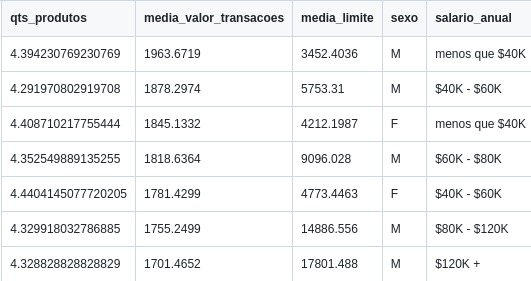 qts_produtos media_valor_transacoes media_limite sexo salario_anual
4.394230769230769 1963.6719 3452.4036 M menos que $40K
4.291970802919708 1878.2974 5753.31 M $40K - $60K
4.408710217755444 1845.1332 4212.1987 F menos que $40K
4.352549889135255 1818.6364 9096.028 M $60K - $80K
4.4404145077720205 1781.4299 4773.4463 F $40K - $60K
4.329918032786885 1755.2499 14886.556 M $80K - $120K
4.328828828828829 1701.4652 17801.488 M $120K +